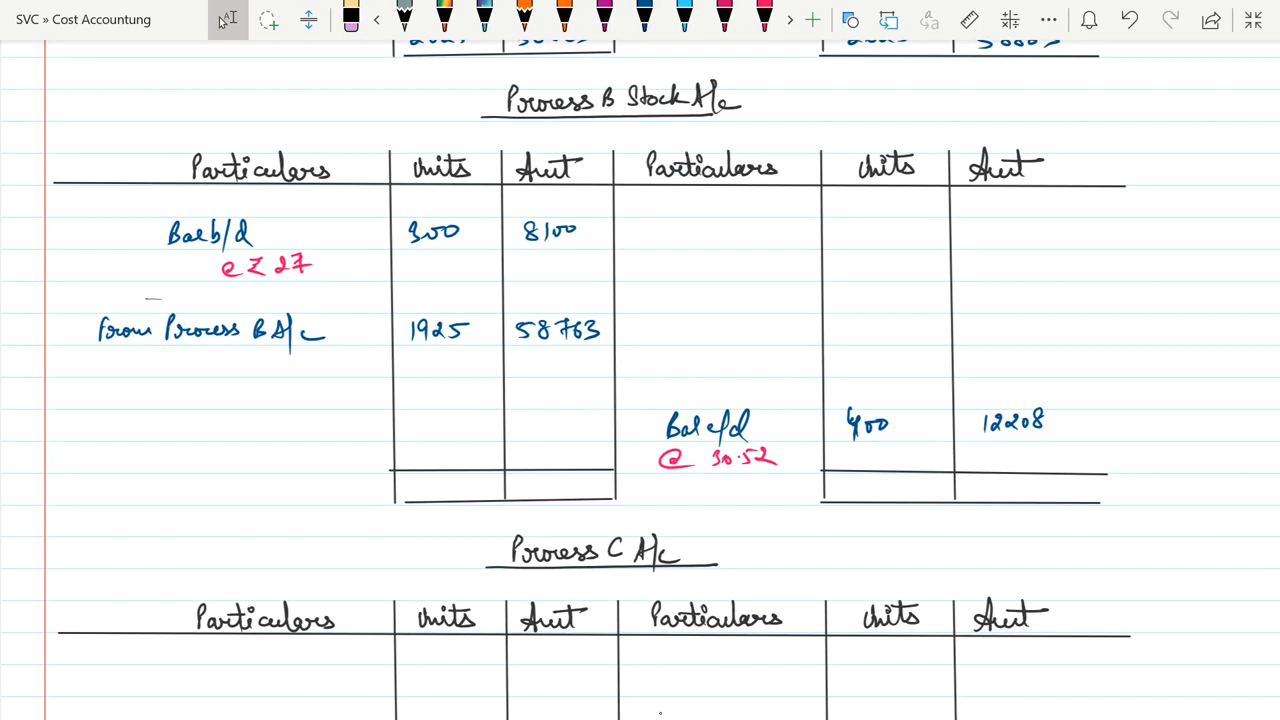 SVC » Cost Accountung
Process B Stock A/c
Particulars Units Amt Particulars Units Amt
Bal b/d 300 8100
@ ₹ 27
From Process B A/c 1925 58763
Bal c/d 400 12208
@ 30.52
Process C A/c
Particulars Units Amt Particulars Units Amt